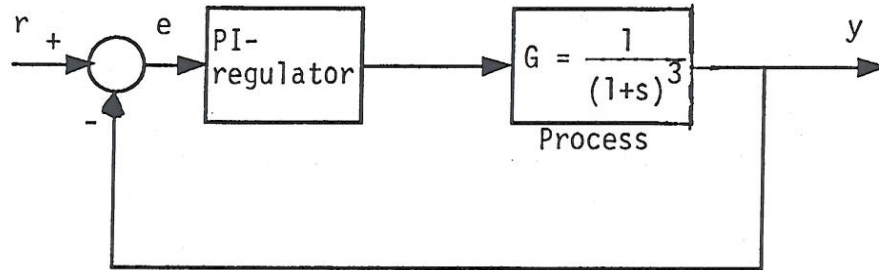 r
+
e
PI-
regulator
G = 1/(1+s)^3
y
-
Process